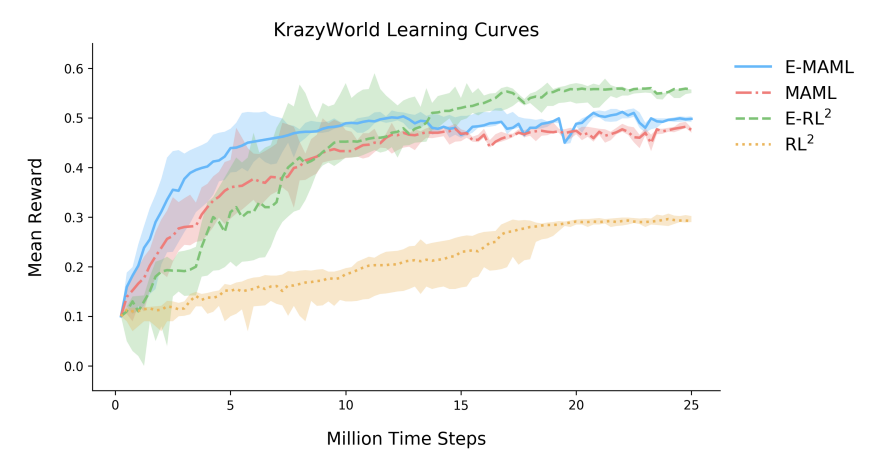 KrazyWorld Learning Curves
E-MAML
MAML
E-RL²
RL²
Mean Reward
0.6
0.5
0.4
0.3
0.2
0.1
0.0
0 5 10 15 20 25
Million Time Steps